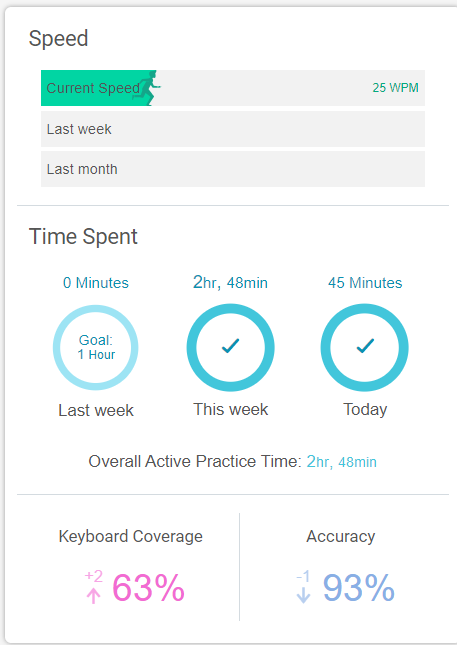 Speed
Current Speed 25 WPM
Last week
Last month
Time Spent
0 Minutes 2hr, 48min 45 Minutes
Goal:
1 Hour
Last week This week Today
Overall Active Practice Time: 2hr, 48min
Keyboard Coverage Accuracy
+2 63% -1 93%